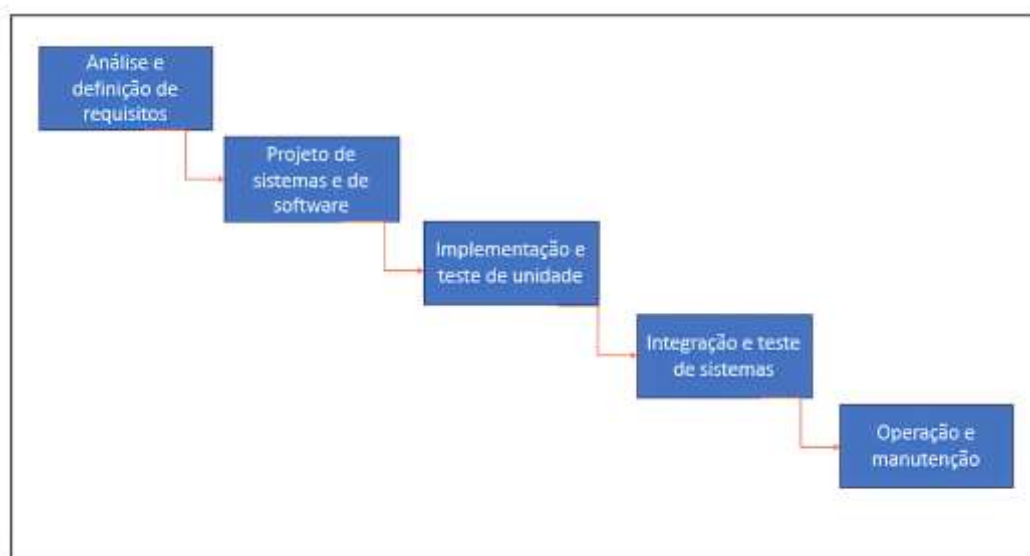 Análise e
definição de
requisitos
Projeto de
sistemas e de
software
Implementação e
teste de unidade
Integração e teste
de sistemas
Operação e
manutenção